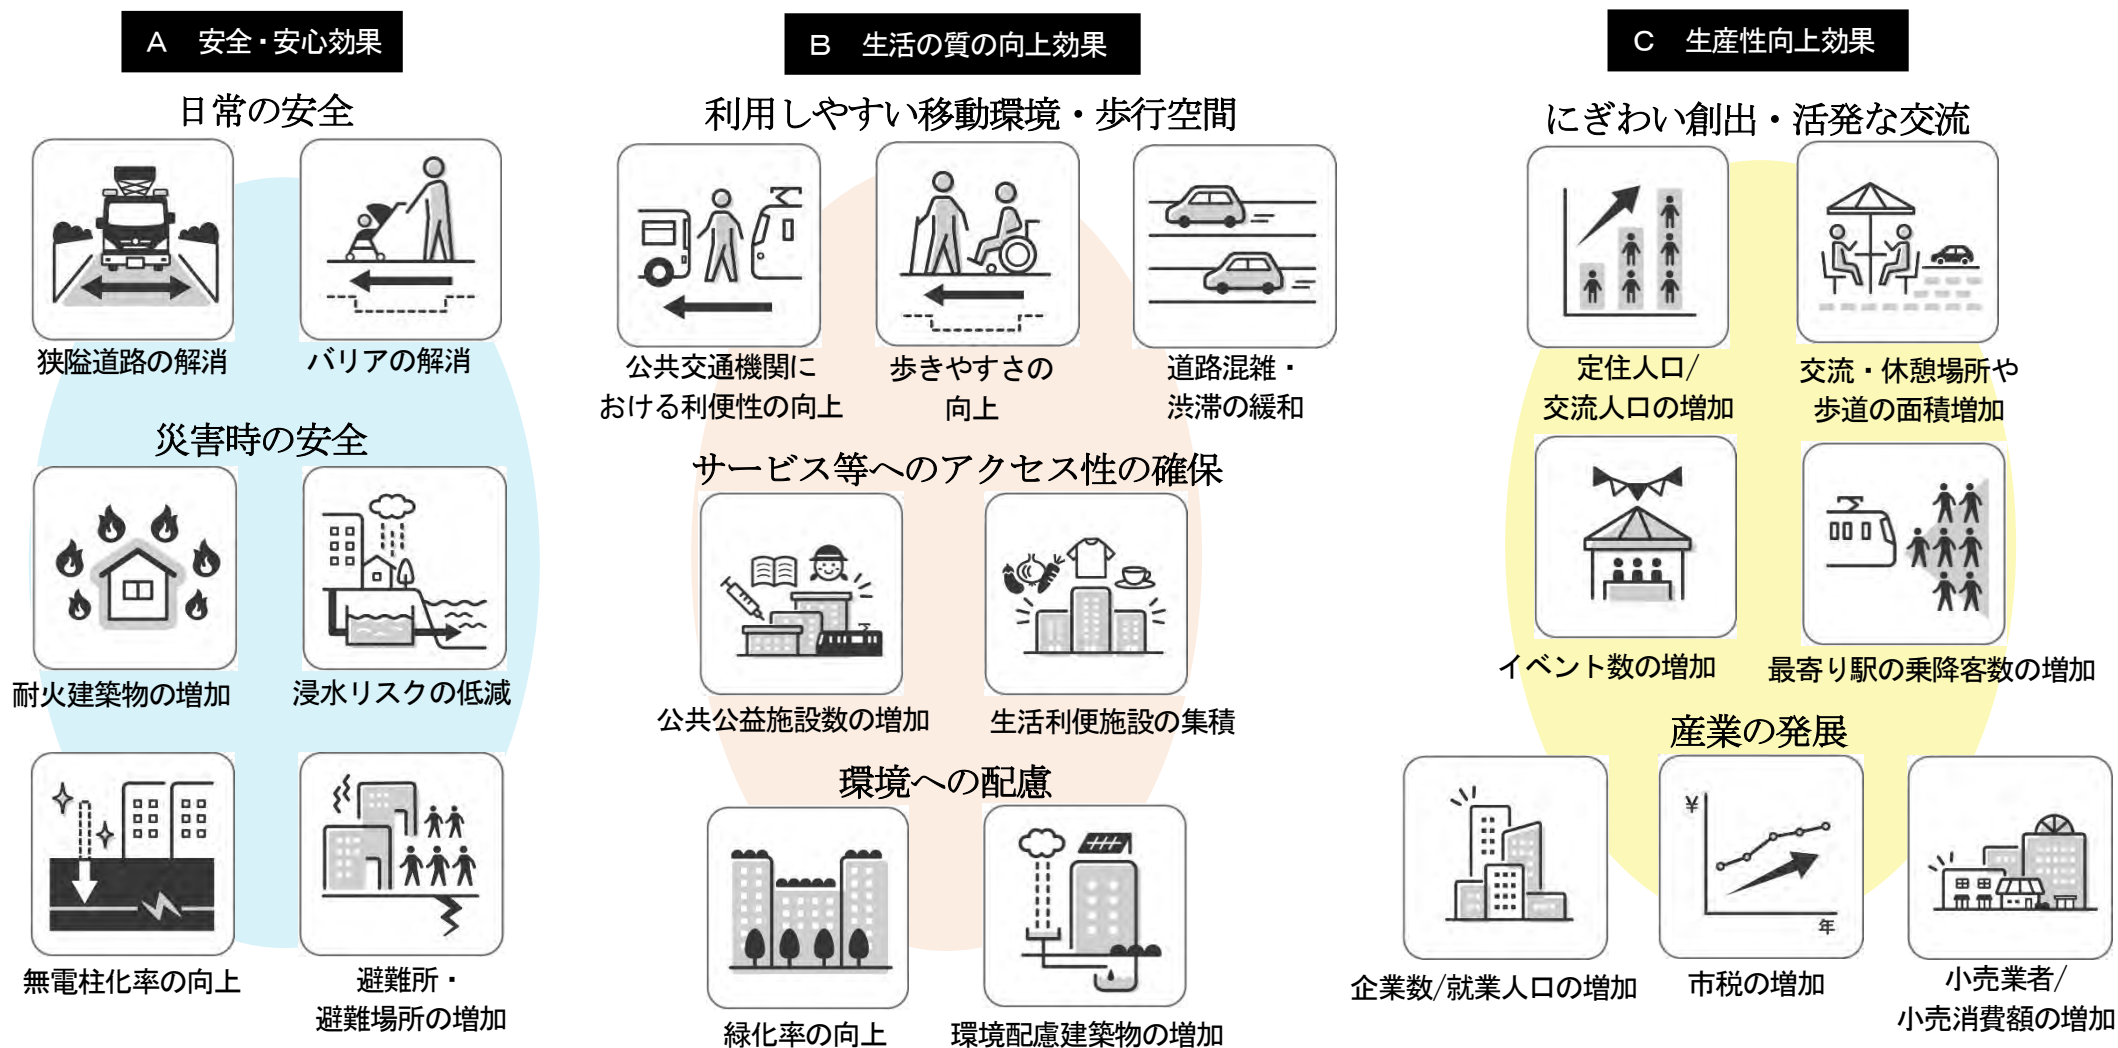 A 安全・安心効果
日常の安全
狭隘道路の解消
バリアの解消
災害時の安全
耐火建築物の増加
浸水リスクの低減
無電柱化率の向上
避難所・
避難場所の増加
B 生活の質の向上効果
利用しやすい移動環境・歩行空間
公共交通機関に
おける利便性の向上
歩きやすさの
向上
道路混雑・
渋滞の緩和
サービス等へのアクセス性の確保
公共公益施設数の増加
生活利便施設の集積
環境への配慮
緑化率の向上
環境配慮建築物の増加
C 生産性向上効果
にぎわい創出・活発な交流
定住人口/
交流人口の増加
交流・休憩場所や
歩道の面積増加
イベント数の増加
最寄り駅の乗降客数の増加
産業の発展
企業数/就業人口の増加
¥
年
市税の増加
小売業者/
小売消費額の増加